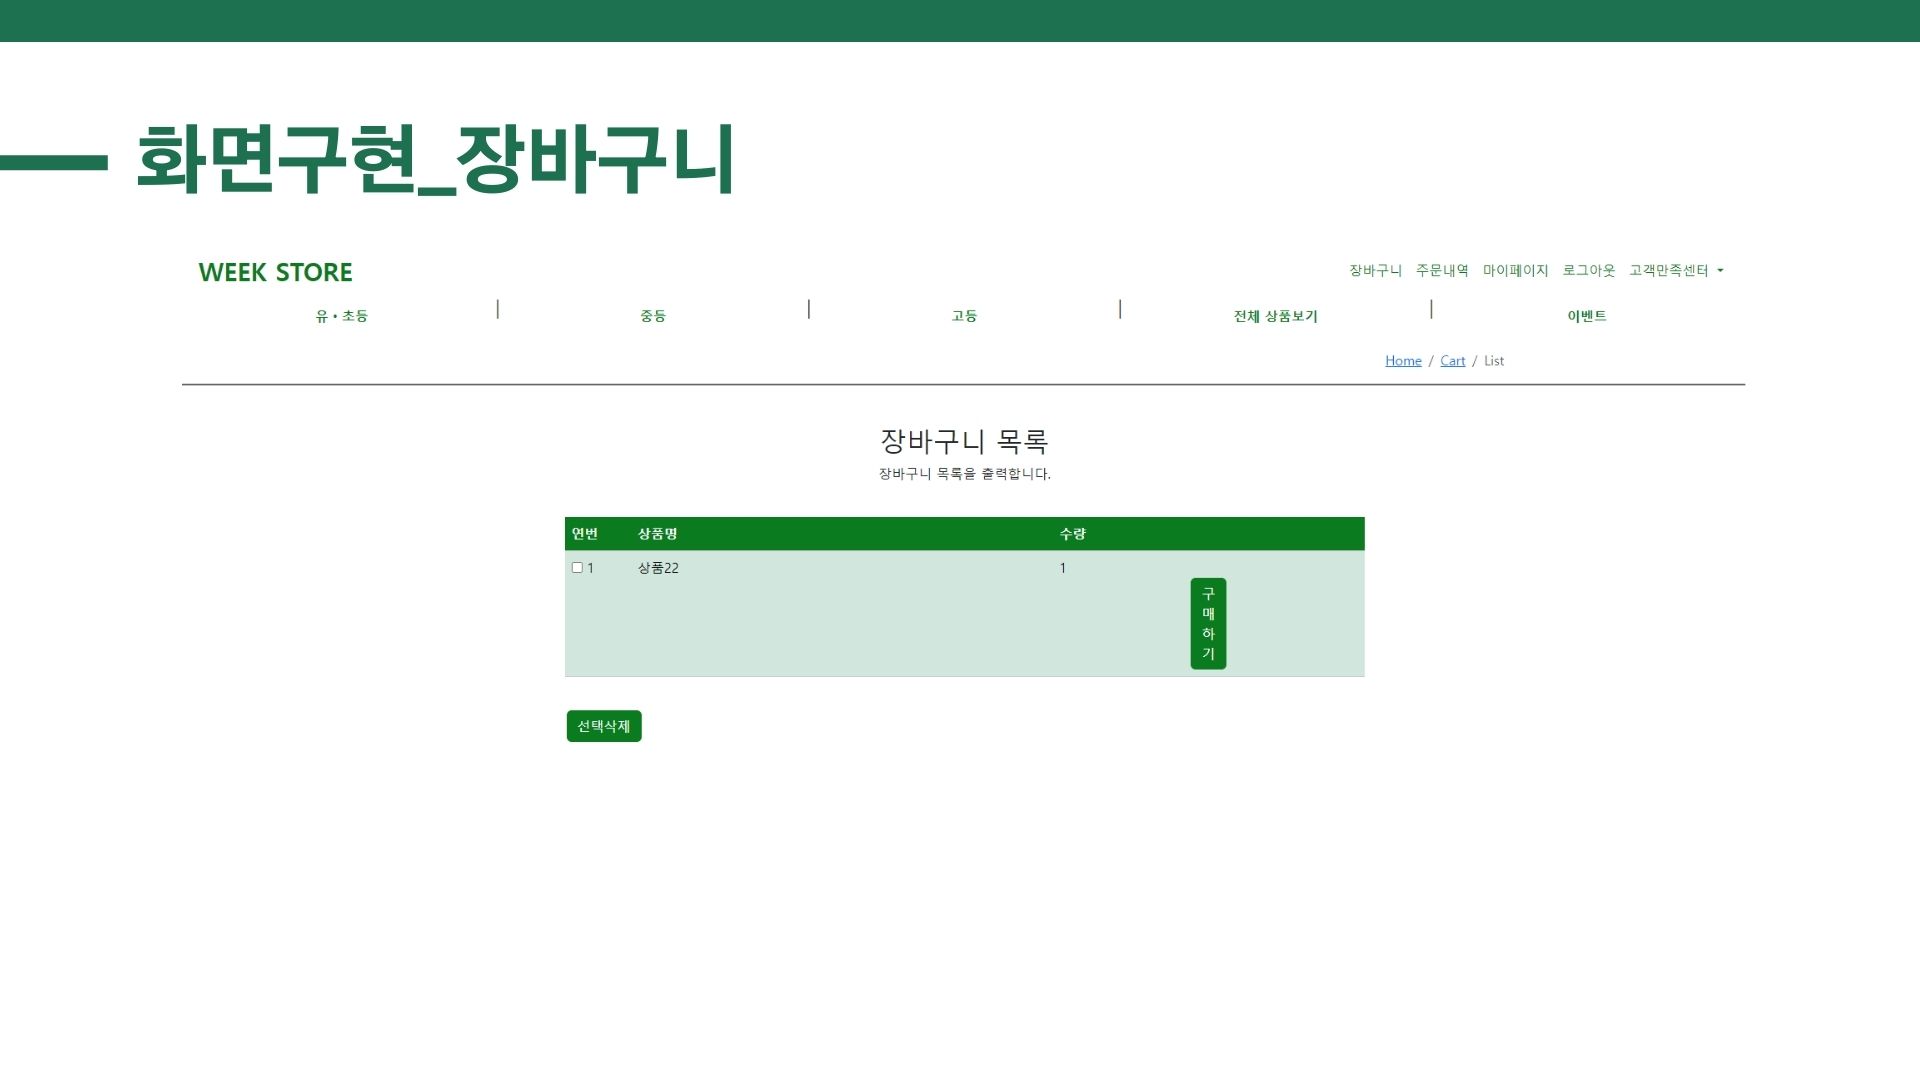 화면구현_장바구니
WEEK STORE
장바구니 주문내역 마이페이지 로그아웃 고객만족센터
유 • 초등 | 중등 | 고등 | 전체 상품보기 | 이벤트
Home / Cart / List
장바구니 목록
장바구니 목록을 출력합니다.
연번 상품명 수량
1 상품22 1
구
매
하
기
선택삭제